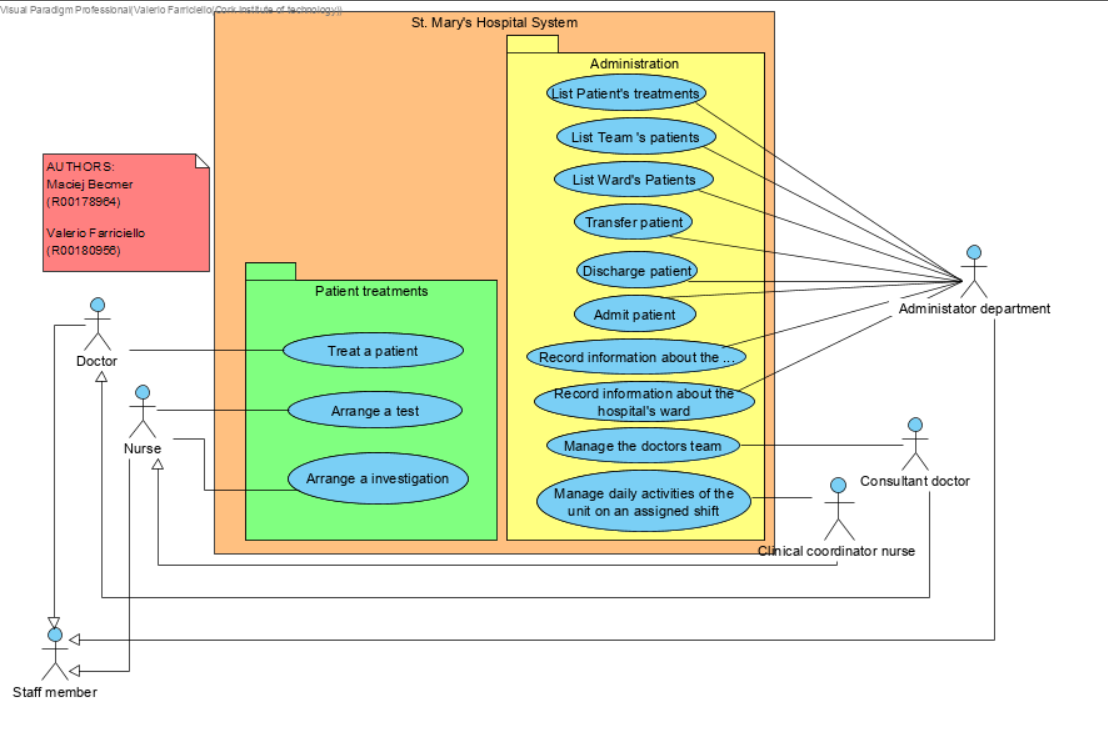 Visual Paradigm Professional(Valerio Farriciello(Cork Institute of technology))
St. Mary's Hospital System
Administration
List Patient's treatments
List Team 's patients
List Ward's Patients
Transfer patient
Discharge patient
Admit patient
Record information about the ...
Record information about the
hospital's ward
Manage the doctors team
Manage daily activities of the
unit on an assigned shift
AUTHORS:
Maciej Becmer
(R00178964)
Valerio Farriciello
(R00180956)
Patient treatments
Treat a patient
Arrange a test
Arrange a investigation
Doctor
Nurse
Staff member
Administator department
Consultant doctor
Clinical coordinator nurse